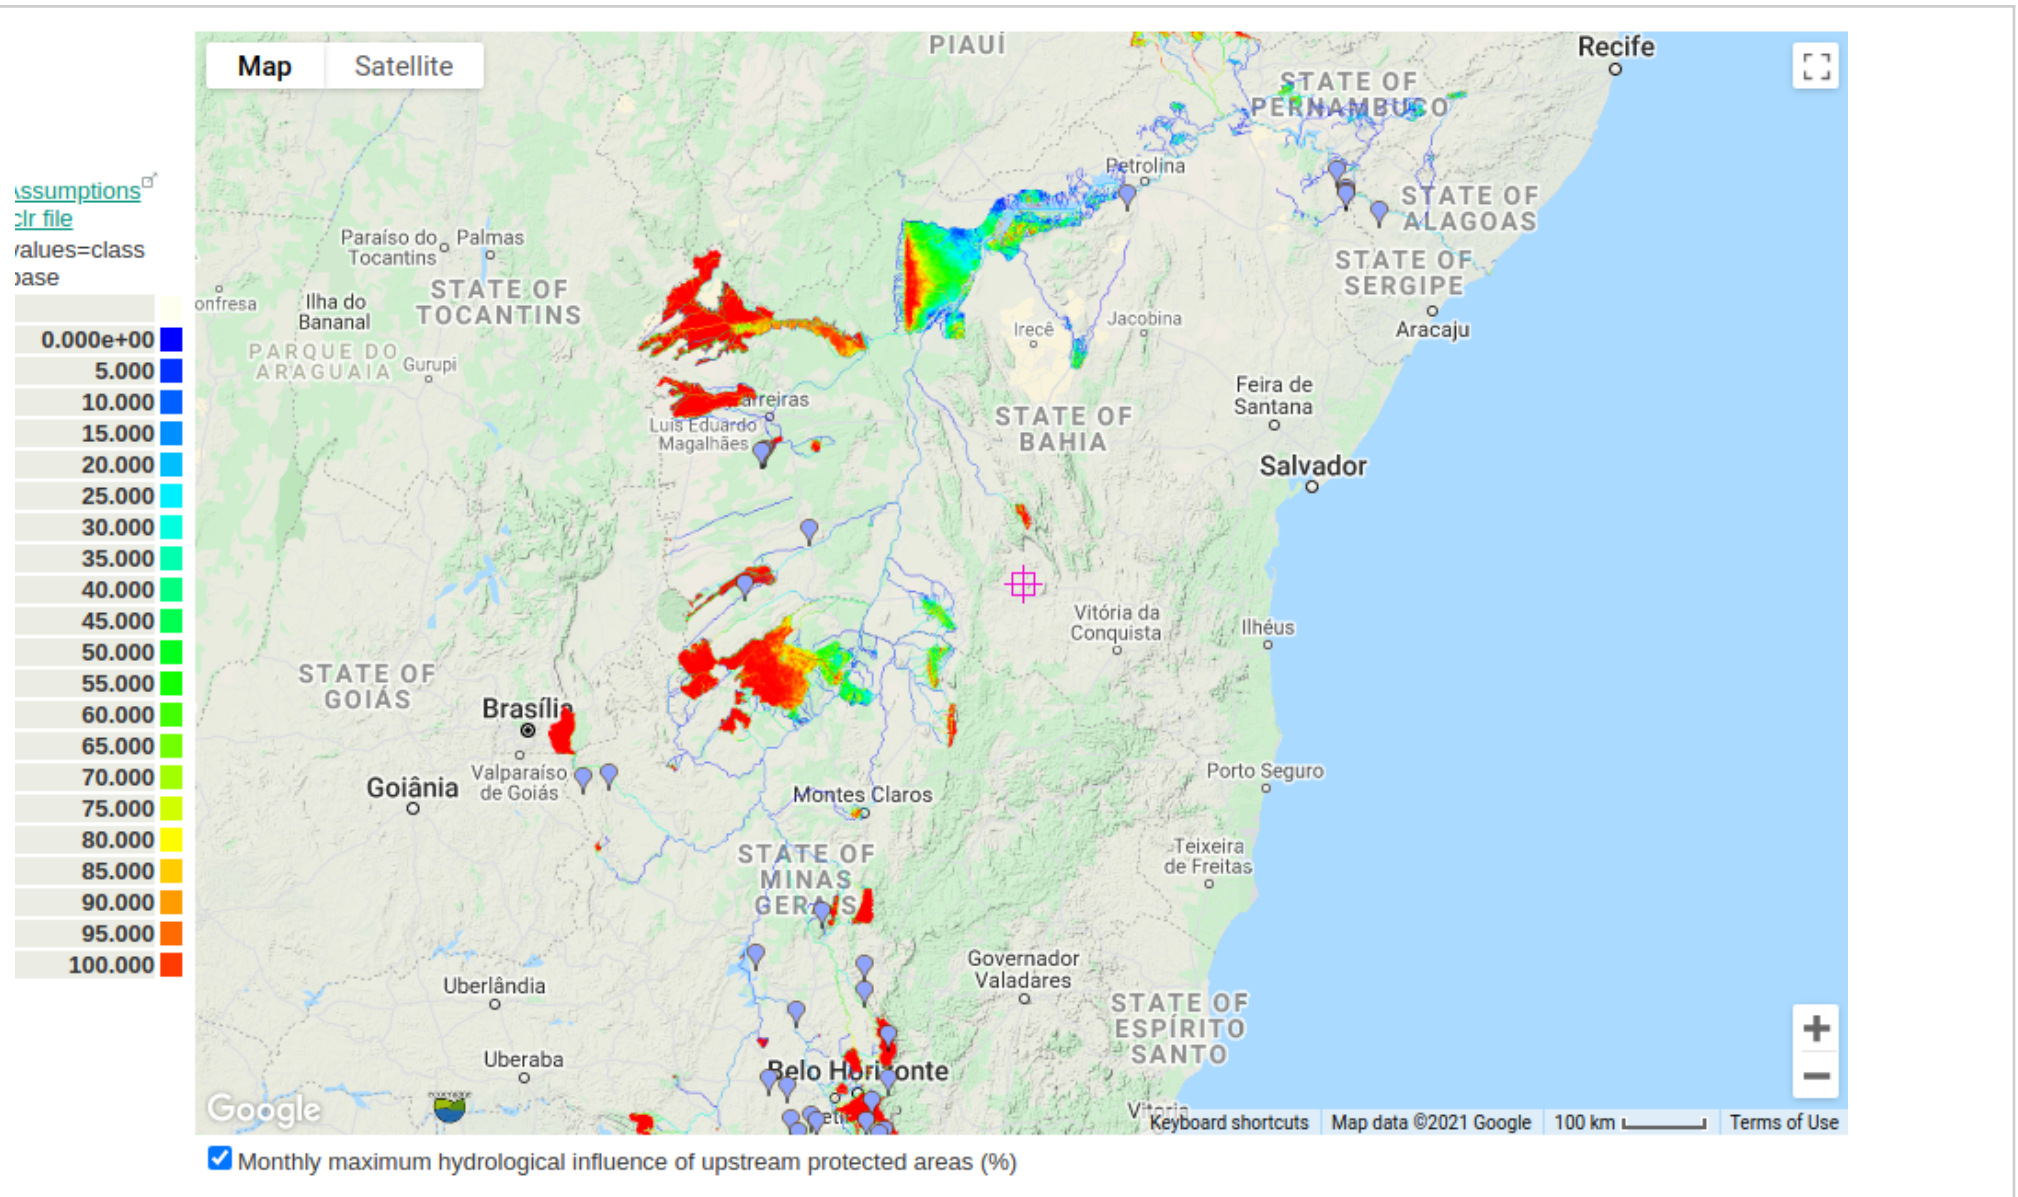 Map
Satellite
Assumptions
clr file
values=class
base
0.000e+00
5.000
10.000
15.000
20.000
25.000
30.000
35.000
40.000
45.000
50.000
55.000
60.000
65.000
70.000
75.000
80.000
85.000
90.000
95.000
100.000
PIAUÍ
Recife
STATE OF
PERNAMBUCO
Petrolina
STATE OF
ALAGOAS
Paraíso do
Tocantins
Palmas
STATE OF
SERGIPE
onfresa
Ilha do
Bananal
STATE OF
TOCANTINS
Irecê
Jacobina
Aracaju
PARQUE DO
ARAGUAIA
Gurupi
Feira de
Santana
arreiras
Luís Eduardo
Magalhães
STATE OF
BAHIA
Salvador
Vitória da
Conquista
Ilhéus
STATE OF
GOIÁS
Brasília
Valparaíso
de Goiás
Goiânia
Montes Claros
Porto Seguro
STATE OF
MINAS
GERAIS
Teixeira
de Freitas
Governador
Valadares
Uberlândia
STATE OF
ESPÍRITO
SANTO
Uberaba
Belo Horizonte
Google
Vitoria
Keyboard shortcuts
Map data ©2021 Google
100 km
Terms of Use
Monthly maximum hydrological influence of upstream protected areas (%)